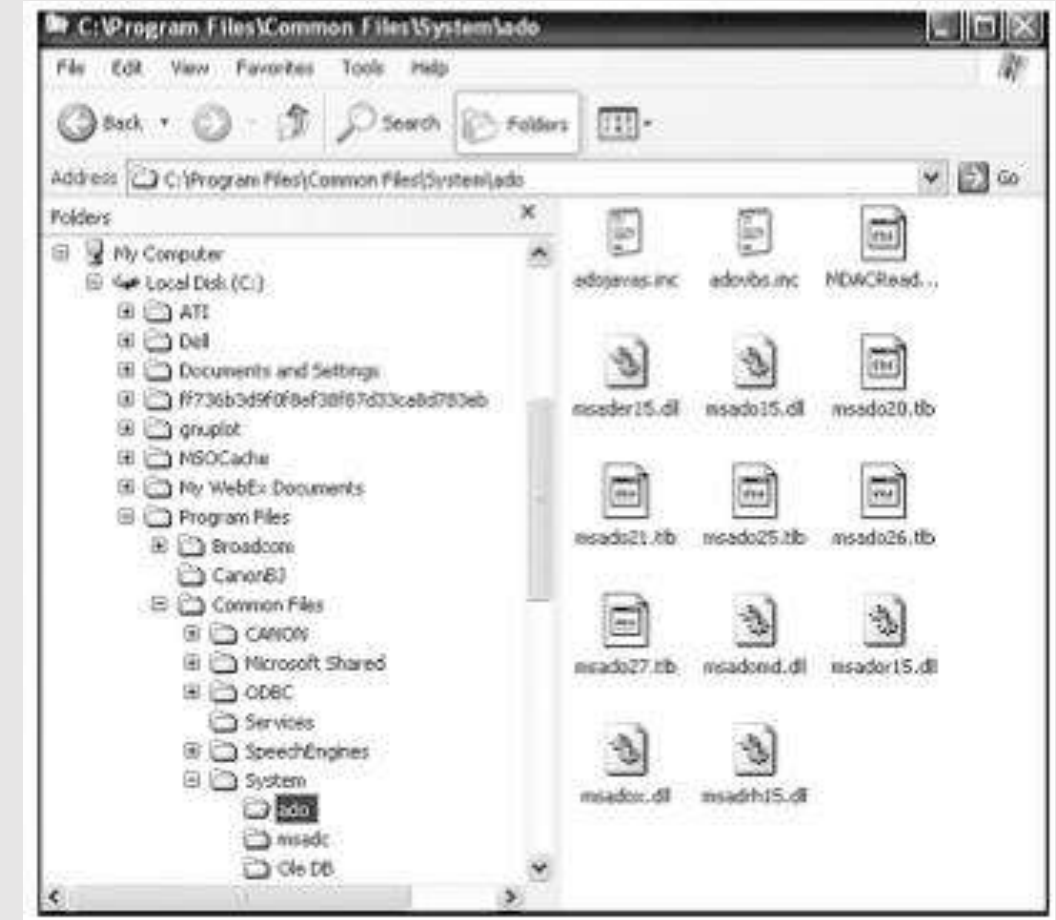 C:\Program Files\Common Files\System\ado
File Edit View Favorites Tools Help
Back Search Folders
Address C:\Program Files\Common Files\System\ado Go
Folders
My Computer
Local Disk (C:)
ATI
Dell
Documents and Settings
gnuplot
MSOCache
My WebEx Documents
Program Files
Broadcom
CanonBJ
Common Files
CANON
Microsoft Shared
ODBC
Services
SpeechEngines
System
ado
msadc
Ole DB
adojavas.inc adovbs.inc MDACRead...
msader15.dll msado15.dll msado20.tlb
msado21.tlb msado25.tlb msado26.tlb
msado27.tlb msadomd.dll msador15.dll
msadox.dll msadrh15.dll